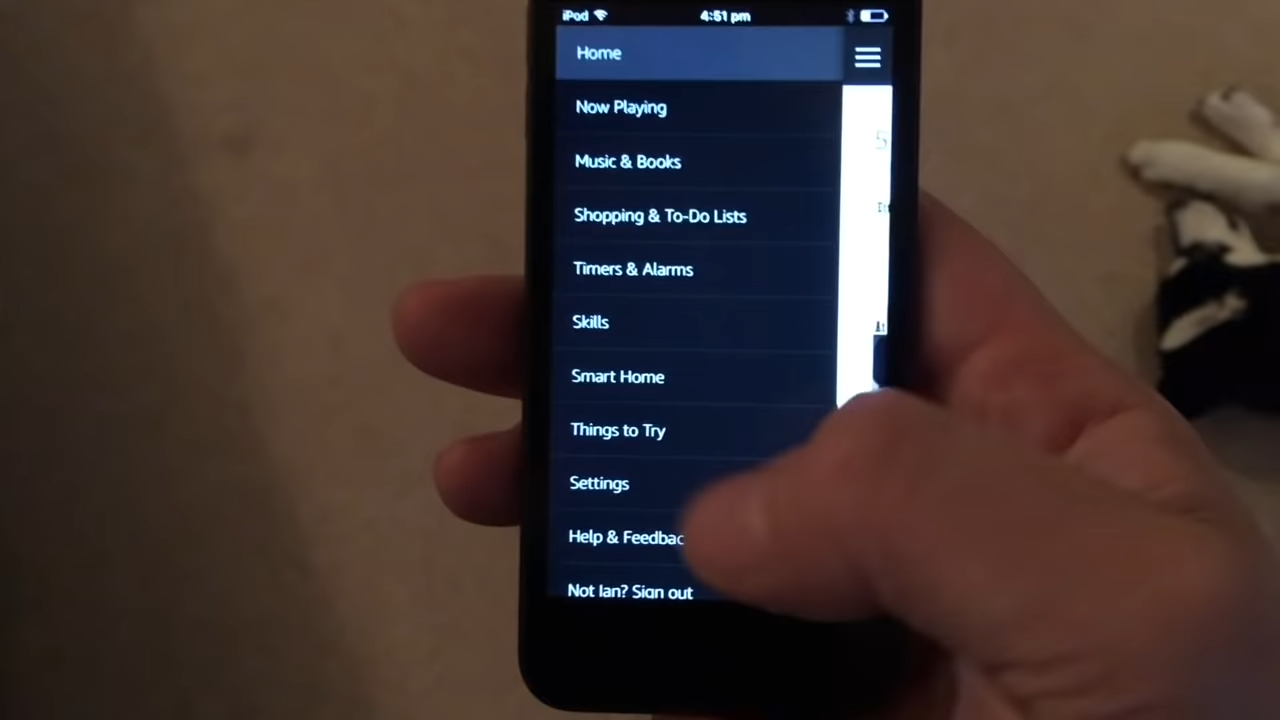 iPod 4:51 pm
Home
Now Playing
Music & Books
Shopping & To-Do Lists
Timers & Alarms
Skills
Smart Home
Things to Try
Settings
Help & Feedbac
Not Ian? Sign out